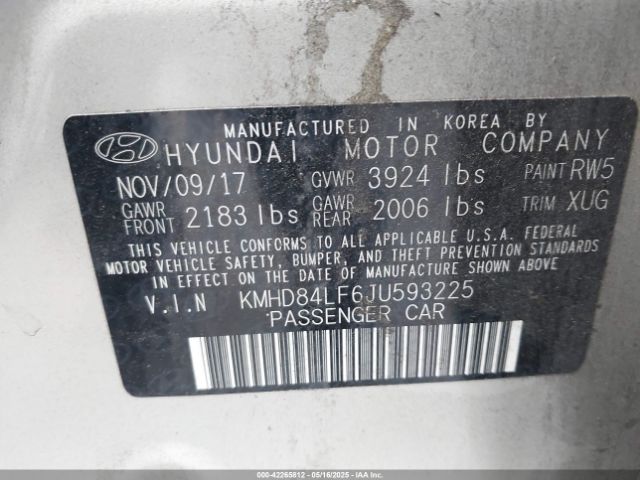 MANUFACTURED IN KOREA BY
HYUNDAI MOTOR COMPANY
NOV/09/17 GVWR 3924 lbs PAINT RW5
GAWR FRONT 2183 lbs GAWR REAR 2006 lbs TRIM XUG
THIS VEHICLE CONFORMS TO ALL APPLICABLE U.S.A. FEDERAL
MOTOR VEHICLE SAFETY, BUMPER, AND THEFT PREVENTION STANDARDS
IN EFFECT ON THE DATE OF MANUFACTURE SHOWN ABOVE.
V.I.N KMHD84LF6JU593225
PASSENGER CAR
000-42265812 - 05/16/2025 - IAAI.COM